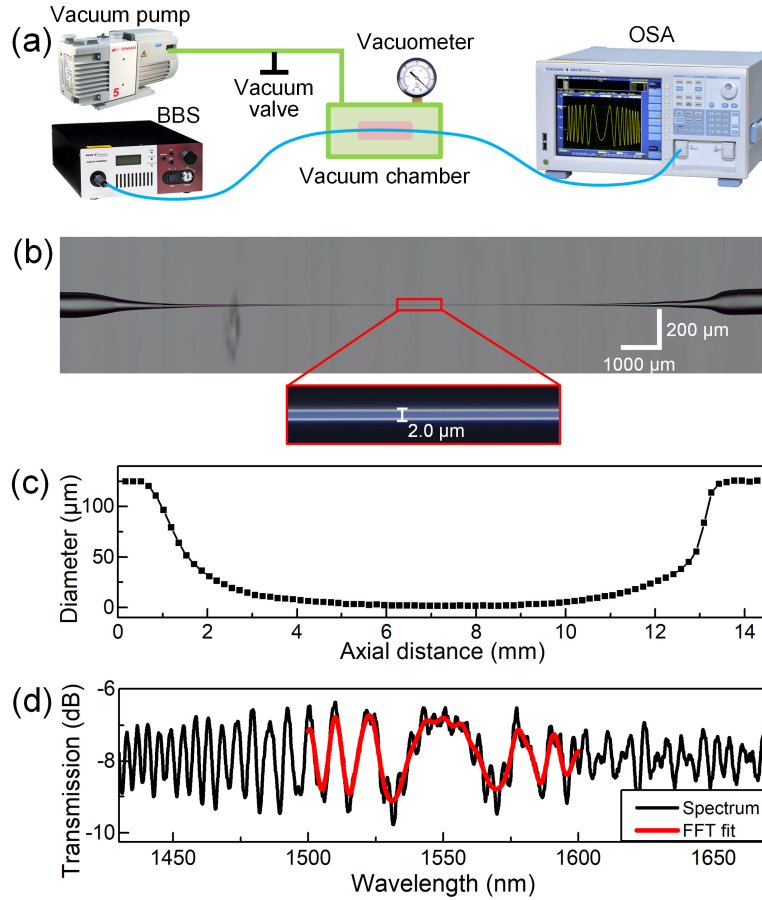 (a)
Vacuum pump
Vacuum valve
BBS
Vacuometer
Vacuum chamber
OSA
5
(b)
200 µm
1000 µm
2.0 µm
(c)
Diameter (µm)
100
50
0
0 2 4 6 8 10 12 14
Axial distance (mm)
(d)
Transmission (dB)
-6
-8
-10
Spectrum
FFT fit
1450 1500 1550 1600 1650
Wavelength (nm)